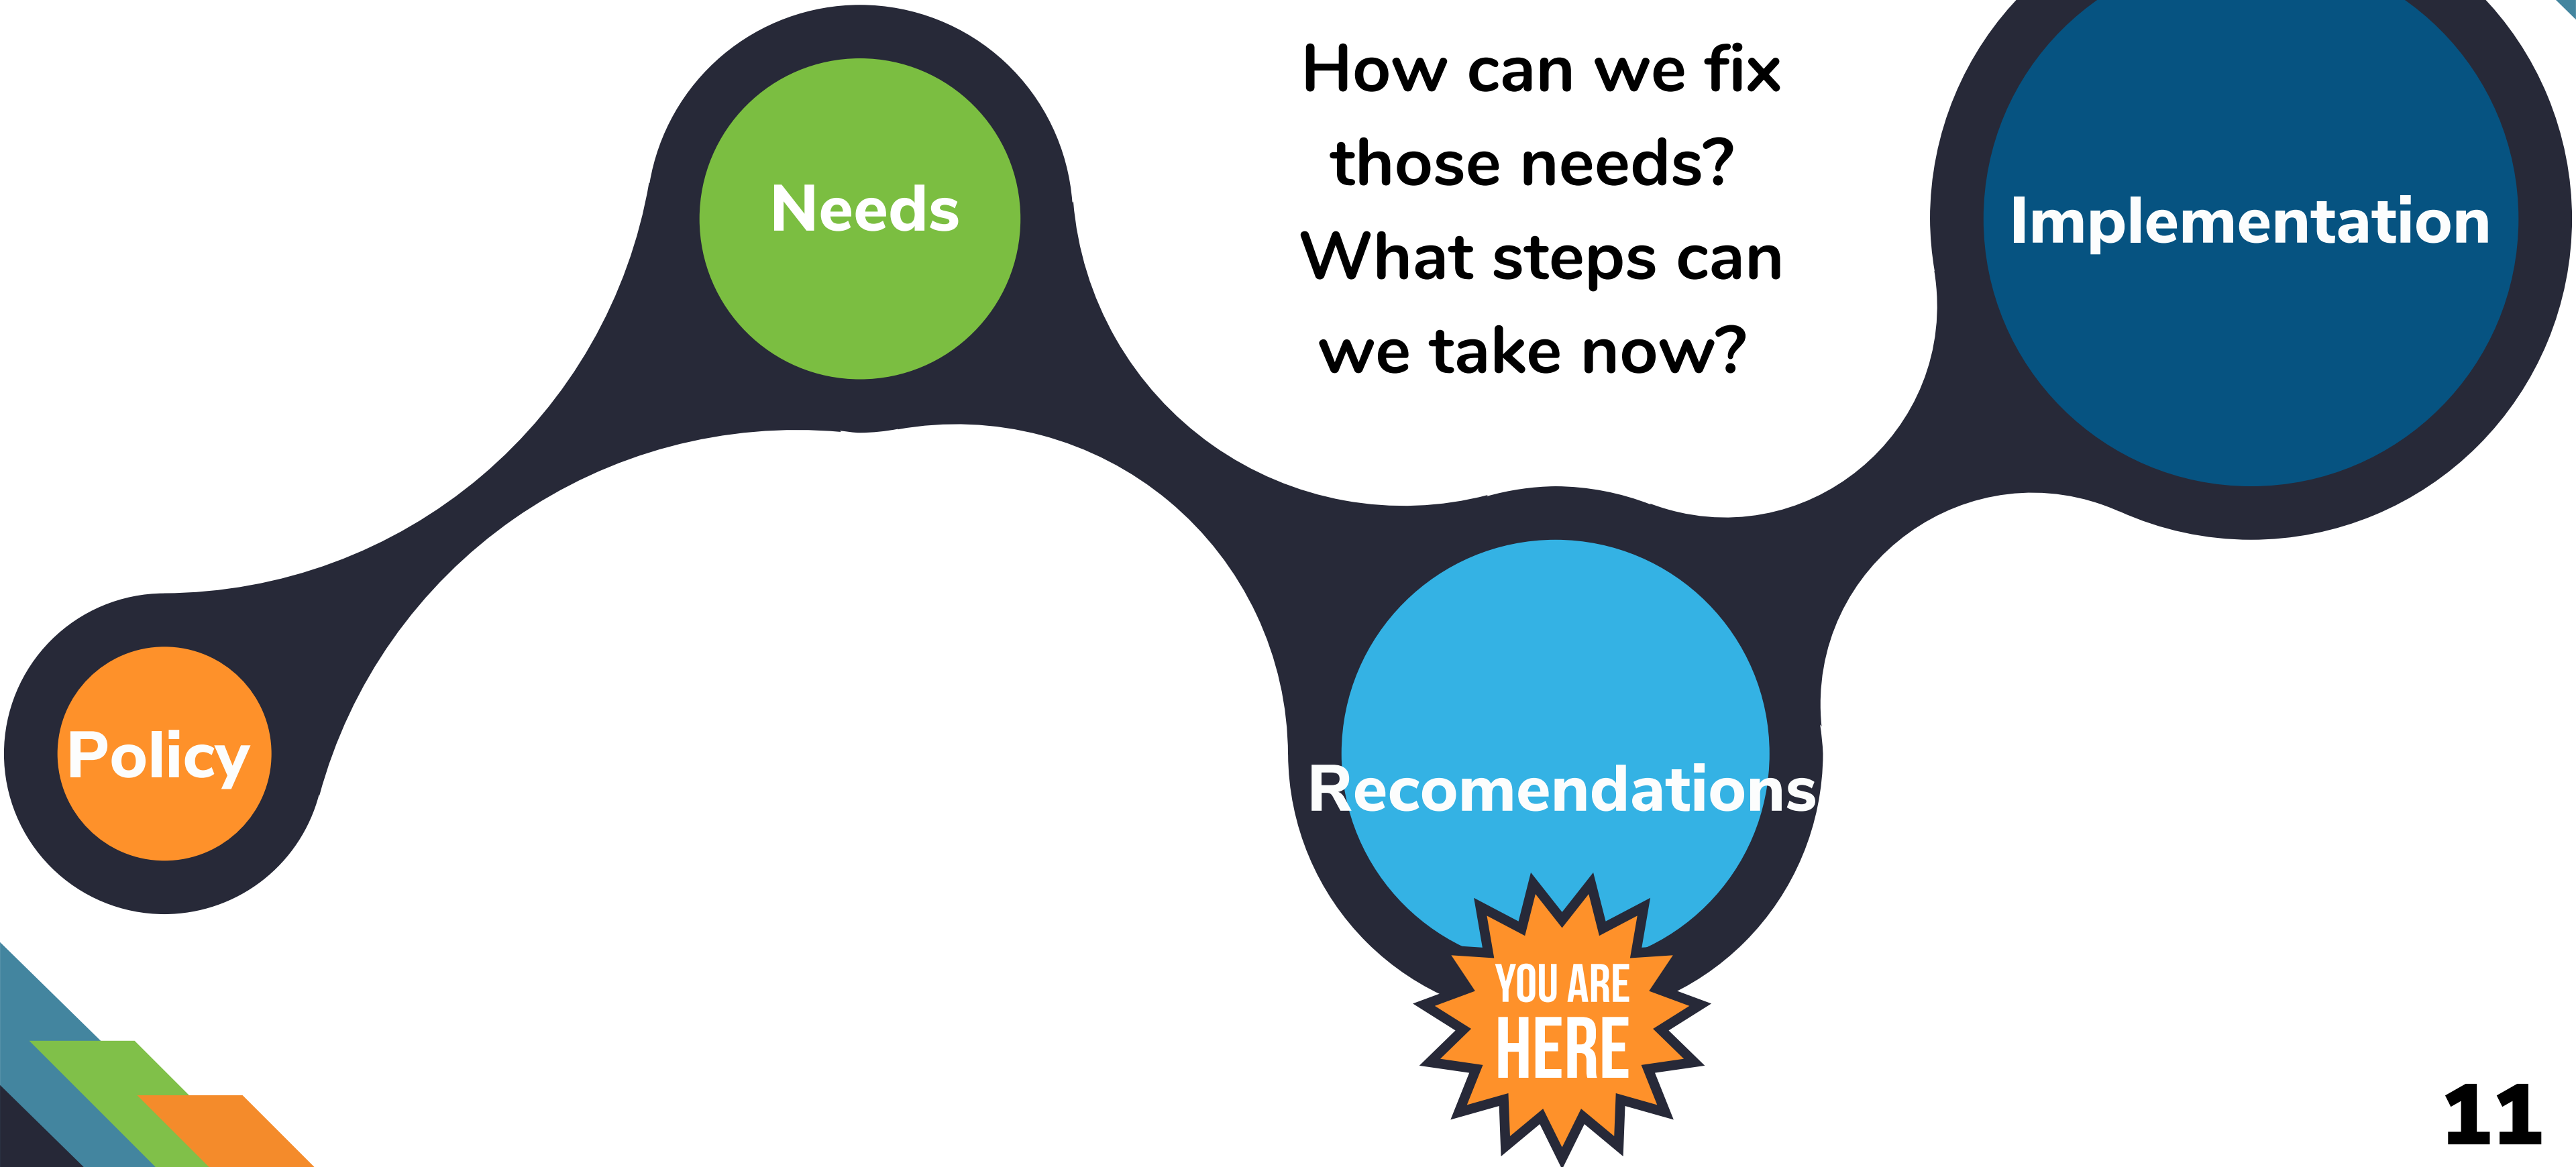 Policy
Needs
How can we fix
those needs?
What steps can
we take now?
Recomendations
YOU ARE
HERE
Implementation
11